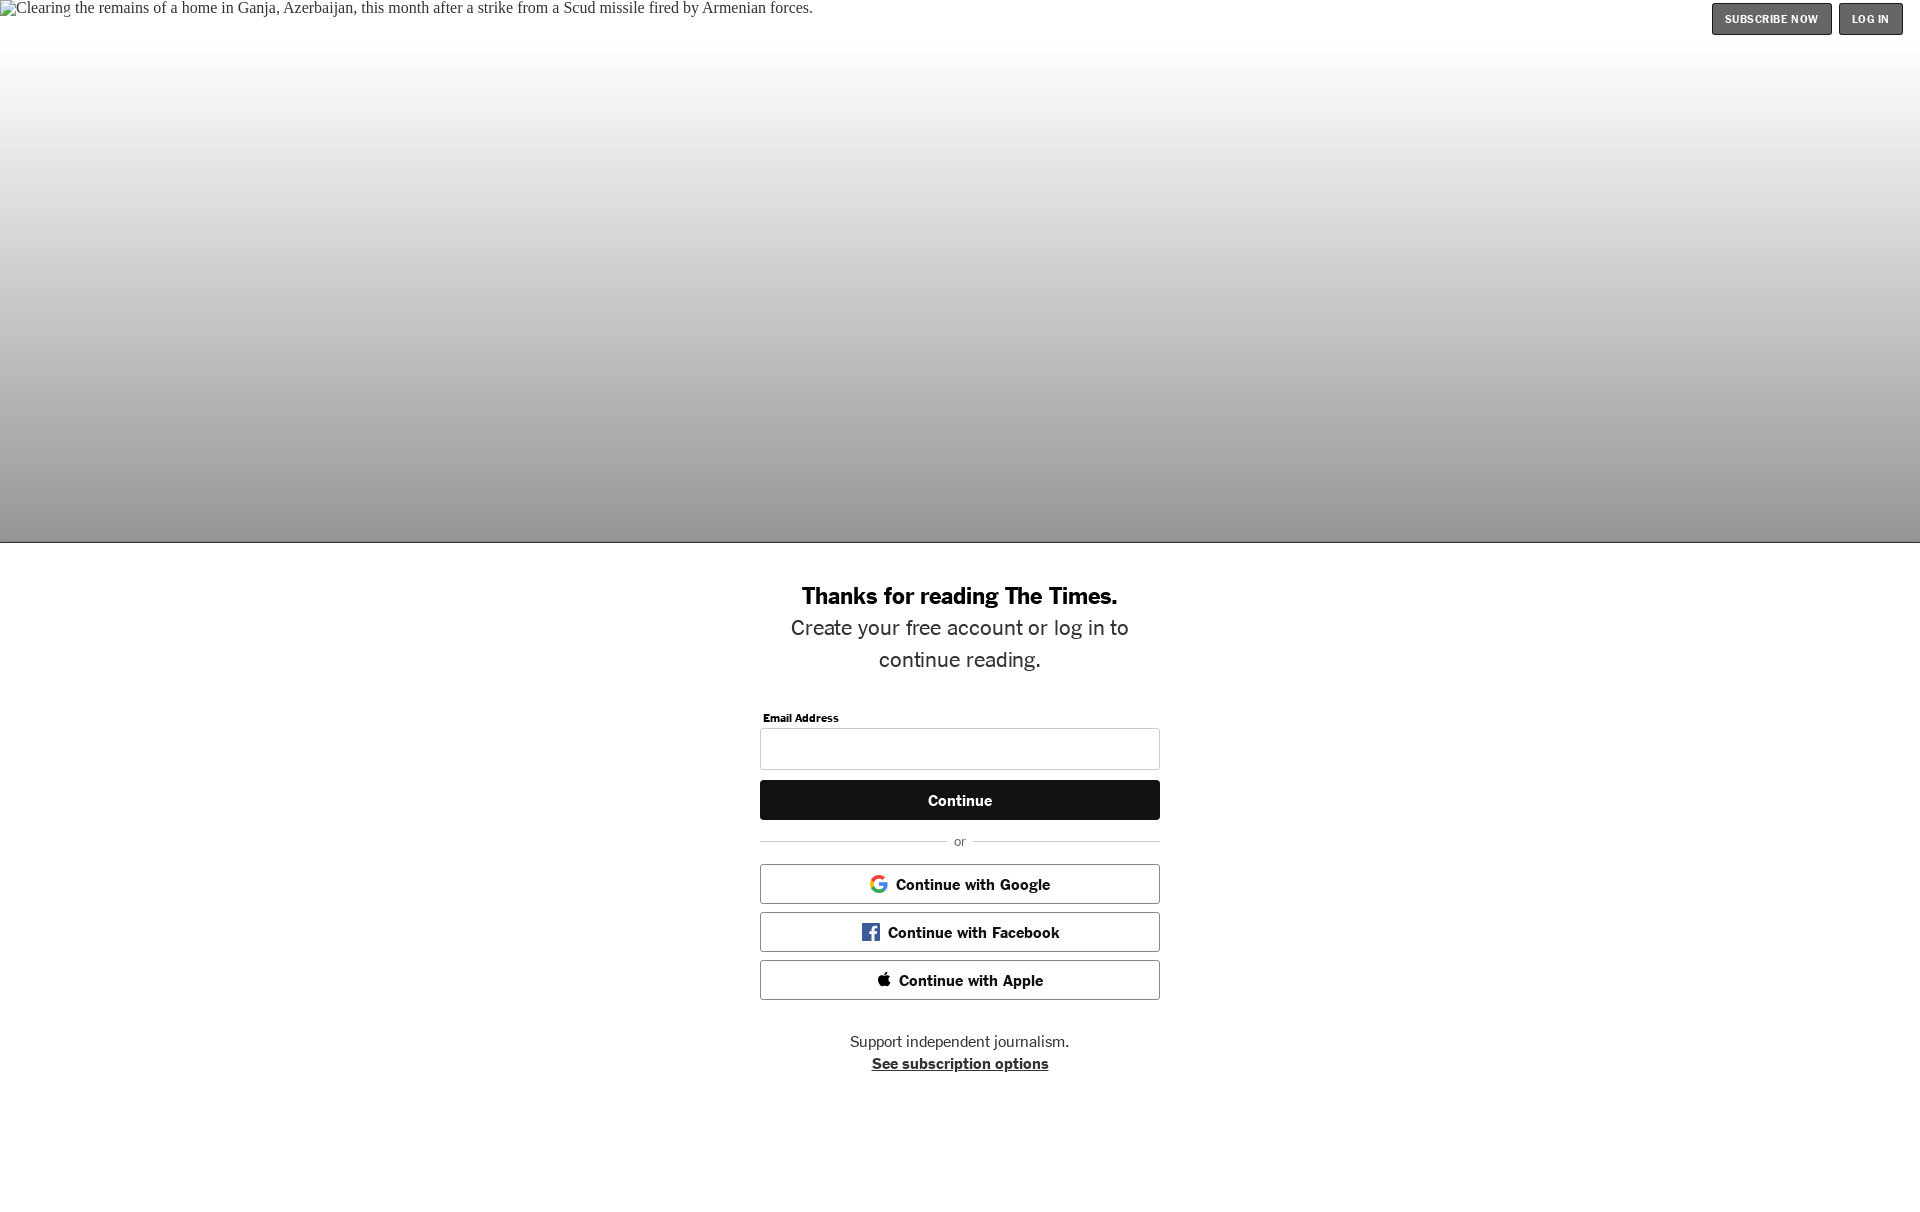 Clearing the remains of a home in Ganja, Azerbaijan, this month after a strike from a Scud missile fired by Armenian forces.
SUBSCRIBE NOW
LOG IN
Thanks for reading The Times.
Create your free account or log in to
continue reading.
Email Address
Continue
or
Continue with Google
Continue with Facebook
Continue with Apple
Support independent journalism.
See subscription options